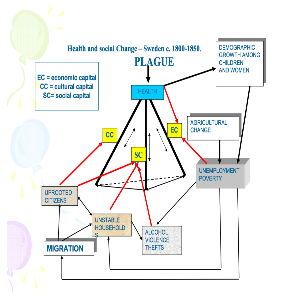 Health and social Change – Sweden c. 1800-1850.
PLAGUE
DEMOGRAPHIC
GROWTH AMONG
CHILDREN
AND WOMEN
EC = economic capital
CC = cultural capital
SC= social capital
HEALTH
AGRICULTURAL
CHANGE
EC
CC
SC
UNEMPLOYMENT
POVERTY
UPROOTED
CITIZENS
UNSTABLE
HOUSEHOLD
S
ALCOHOL
VIOLENCE
THEFTS
MIGRATION